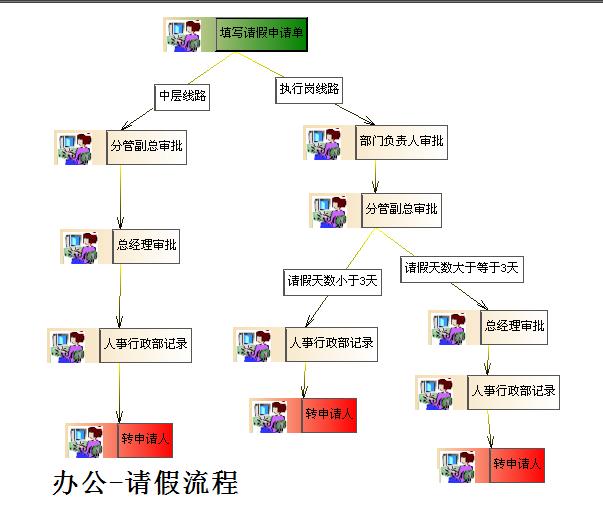 填写请假申请单
中层线路
执行岗线路
分管副总审批
部门负责人审批
总经理审批
分管副总审批
请假天数小于3天
请假天数大于等于3天
人事行政部记录
人事行政部记录
总经理审批
人事行政部记录
转申请人
转申请人
转申请人
办公-请假流程